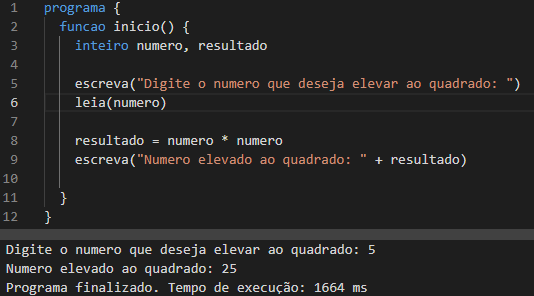 1 programa {
2 funcao inicio() {
3 inteiro numero, resultado
4
5 escreva("Digite o numero que deseja elevar ao quadrado: ")
6 leia(numero)
7
8 resultado = numero * numero
9 escreva("Numero elevado ao quadrado: " + resultado)
10
11 }
12 }
Digite o numero que deseja elevar ao quadrado: 5
Numero elevado ao quadrado: 25
Programa finalizado. Tempo de execução: 1664 ms